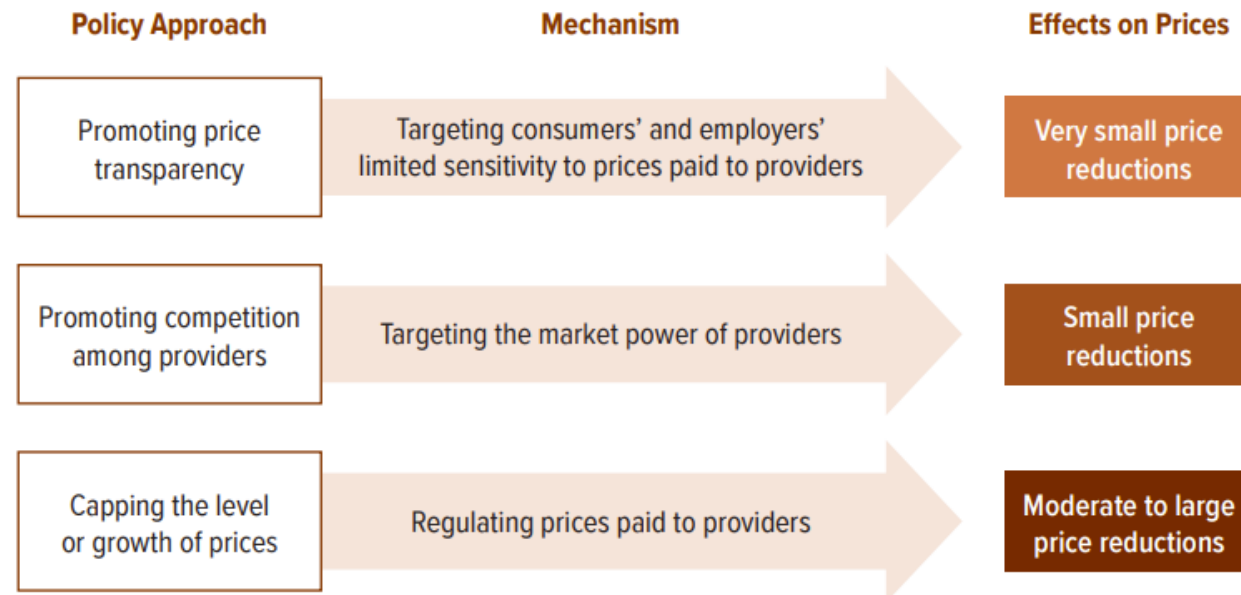 Policy Approach
Mechanism
Effects on Prices
Promoting price
transparency
Targeting consumers’ and employers’
limited sensitivity to prices paid to providers
Very small price
reductions
Promoting competition
among providers
Targeting the market power of providers
Small price
reductions
Capping the level
or growth of prices
Regulating prices paid to providers
Moderate to large
price reductions